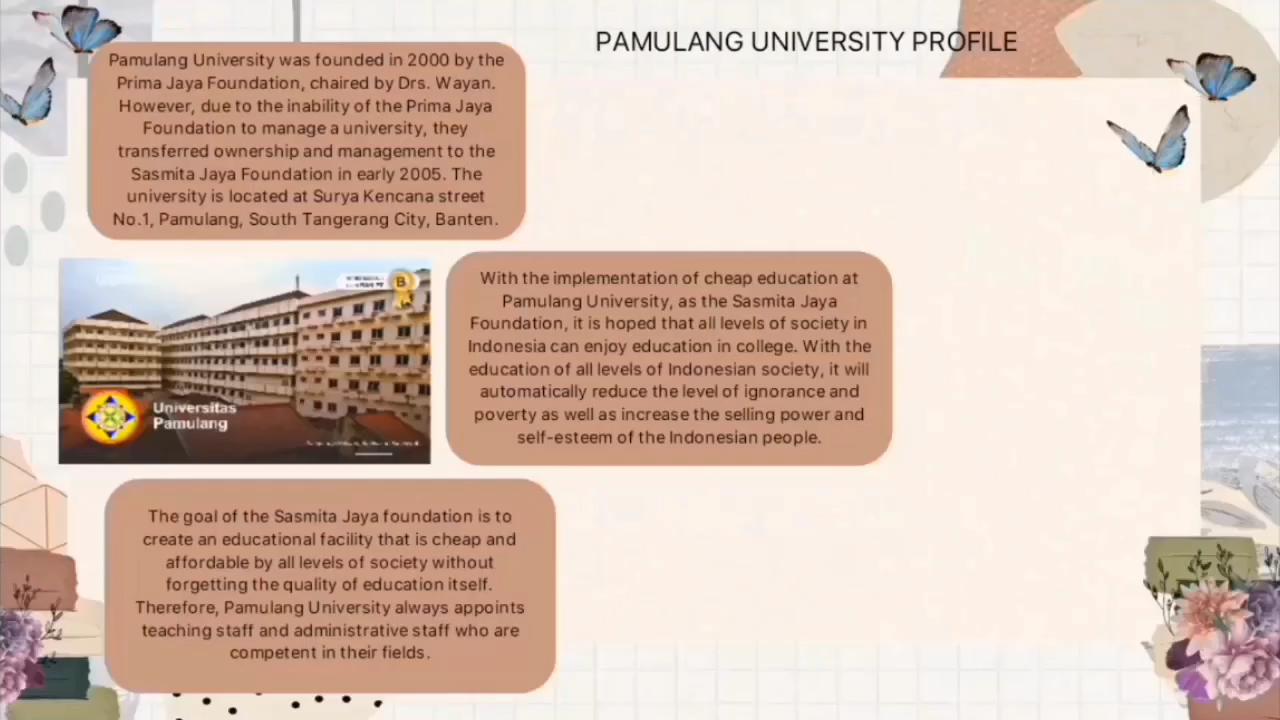 PAMULANG UNIVERSITY PROFILE
Pamulang University was founded in 2000 by the
Prima Jaya Foundation, chaired by Drs. Wayan.
However, due to the inability of the Prima Jaya
Foundation to manage a university, they
transferred ownership and management to the
Sasmita Jaya Foundation in early 2005. The
university is located at Surya Kencana street
No.1, Pamulang, South Tangerang City, Banten.
With the implementation of cheap education at
Pamulang University, as the Sasmita Jaya
Foundation, it is hoped that all levels of society in
Indonesia can enjoy education in college. With the
education of all levels of Indonesian society, it will
automatically reduce the level of ignorance and
poverty as well as increase the selling power and
self-esteem of the Indonesian people.
B
Universitas
Pamulang
The goal of the Sasmita Jaya foundation is to
create an educational facility that is cheap and
affordable by all levels of society without
forgetting the quality of education itself.
Therefore, Pamulang University always appoints
teaching staff and administrative staff who are
competent in their fields.